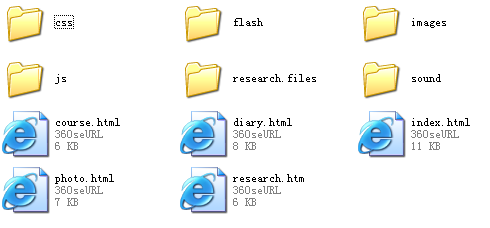 css
flash
images
js
research.files
sound
course.html
360seURL
6 KB
diary.html
360seURL
8 KB
index.html
360seURL
11 KB
photo.html
360seURL
7 KB
research.htm
360seURL
6 KB